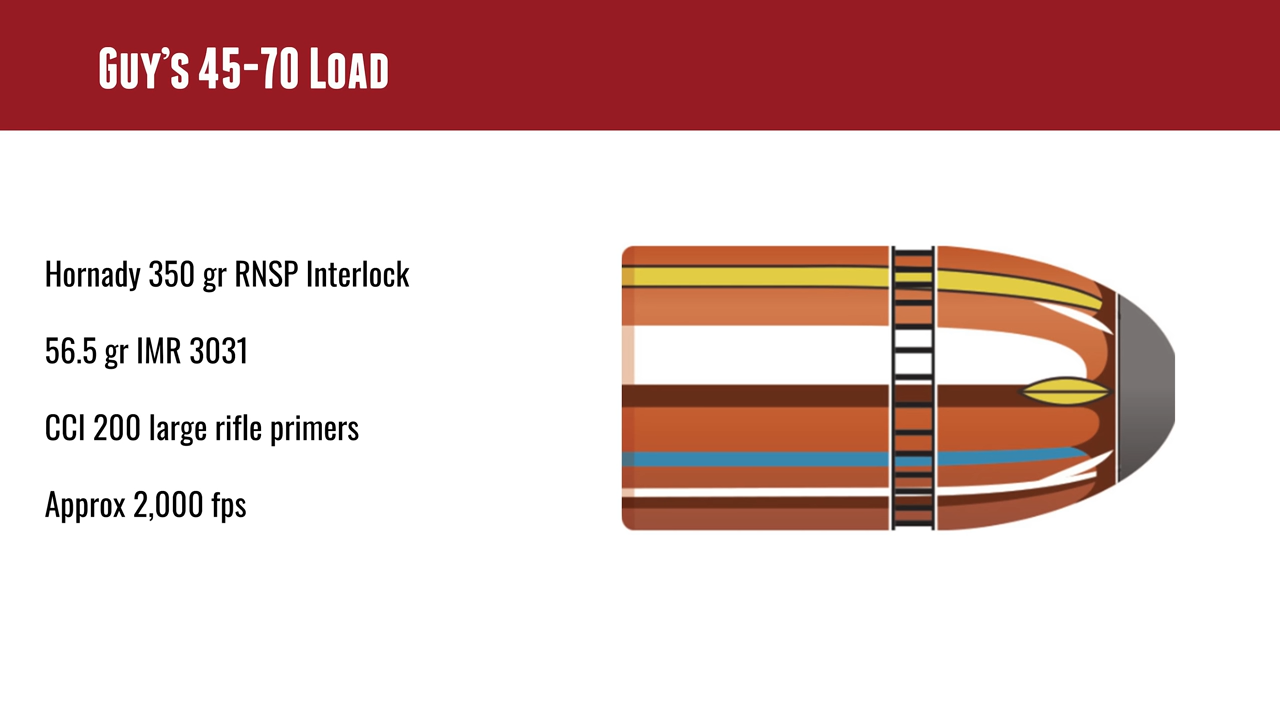 Guy's 45-70 Load
Hornady 350 gr RNSP Interlock
56.5 gr IMR 3031
CCI 200 large rifle primers
Approx 2,000 fps